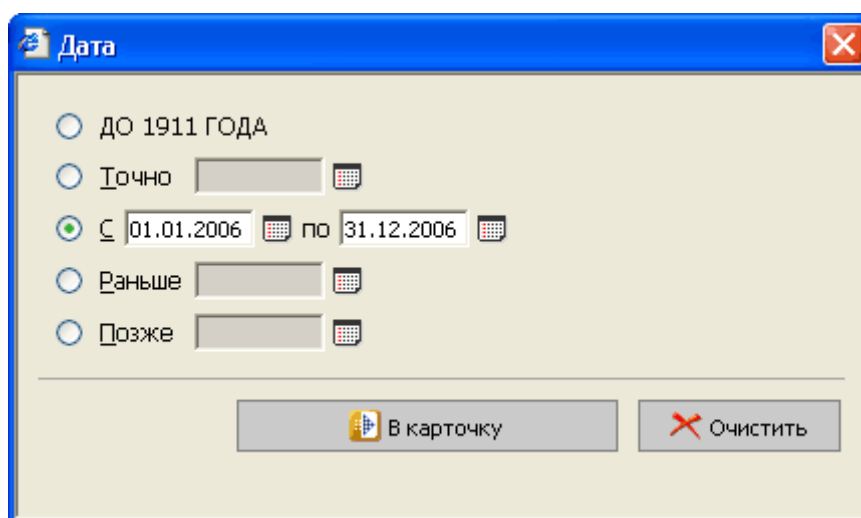 Дата
ДО 1911 ГОДА
Точно
С 01.01.2006 по 31.12.2006
Раньше
Позже
В карточку Очистить